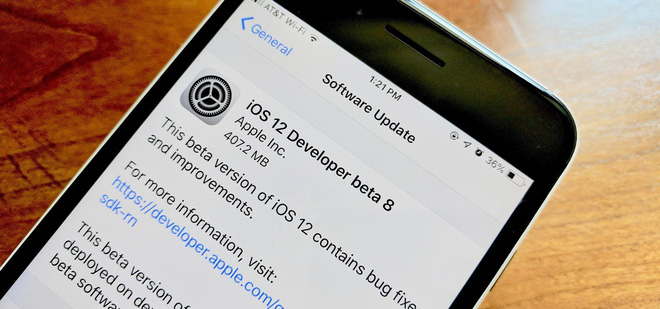 AT&T Wi-Fi
1:21 PM
36%
General
Software Update
iOS 12 Developer beta 8
Apple Inc.
407.2 MB
This beta version of iOS 12 contains bug fixe
and improvements.
For more information, visit:
https://developer.apple.com/g
sdk-rn
This beta version of
deployed on
beta softwa